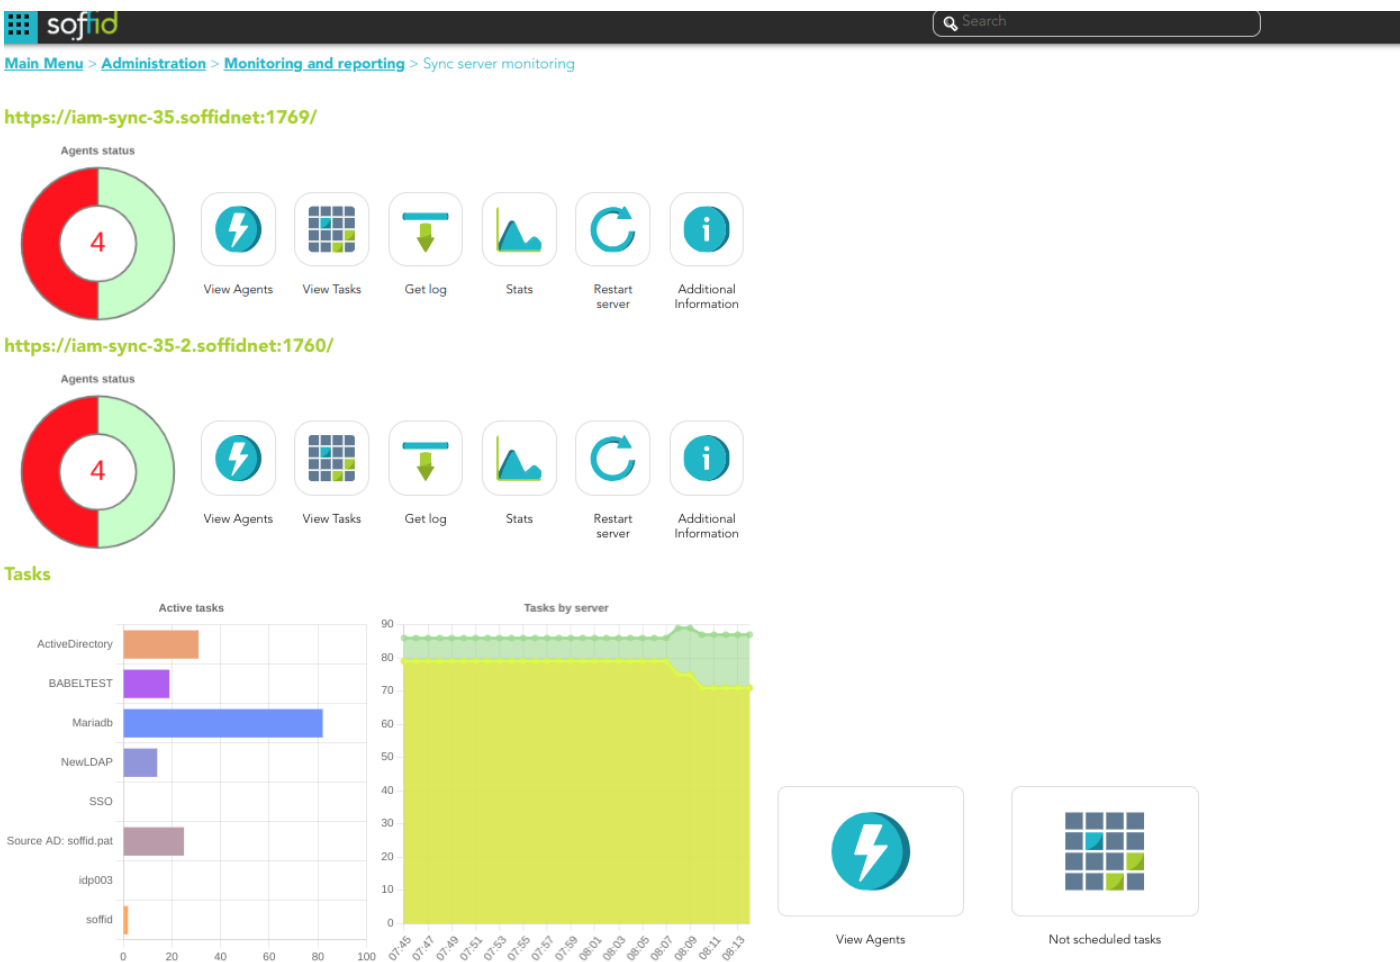 soffid
Search
Main Menu > Administration > Monitoring and reporting > Sync server monitoring
https://iam-sync-35.soffidnet:1769/
Agents status
4
View Agents
View Tasks
Get log
Stats
Restart server
Additional Information
https://iam-sync-35-2.soffidnet:1760/
Agents status
4
View Agents
View Tasks
Get log
Stats
Restart server
Additional Information
Tasks
Active tasks
ActiveDirectory
BABELTEST
Mariadb
NewLDAP
SSO
Source AD: soffid.pat
idp003
soffid
0 20 40 60 80 100
Tasks by server
90
80
70
60
50
40
30
20
10
0
07:45 07:47 07:49 07:51 07:53 07:55 07:57 07:59 08:01 08:03 08:05 08:07 08:09 08:11 08:13
View Agents
Not scheduled tasks